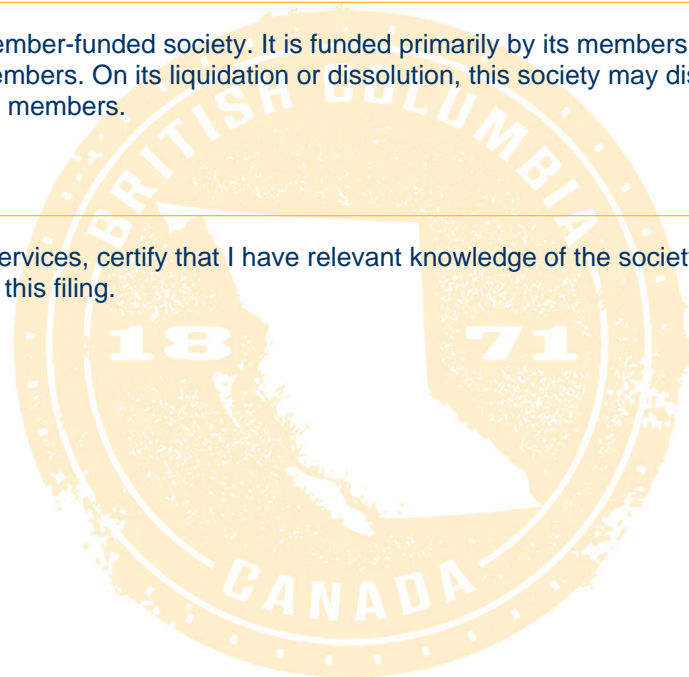 ember-funded society. It is funded primarily by its members
embers. On its liquidation or dissolution, this society may dis
members.
BRITISH COLUMBIA
ervices, certify that I have relevant knowledge of the society
this filing.
18 71
CANADA